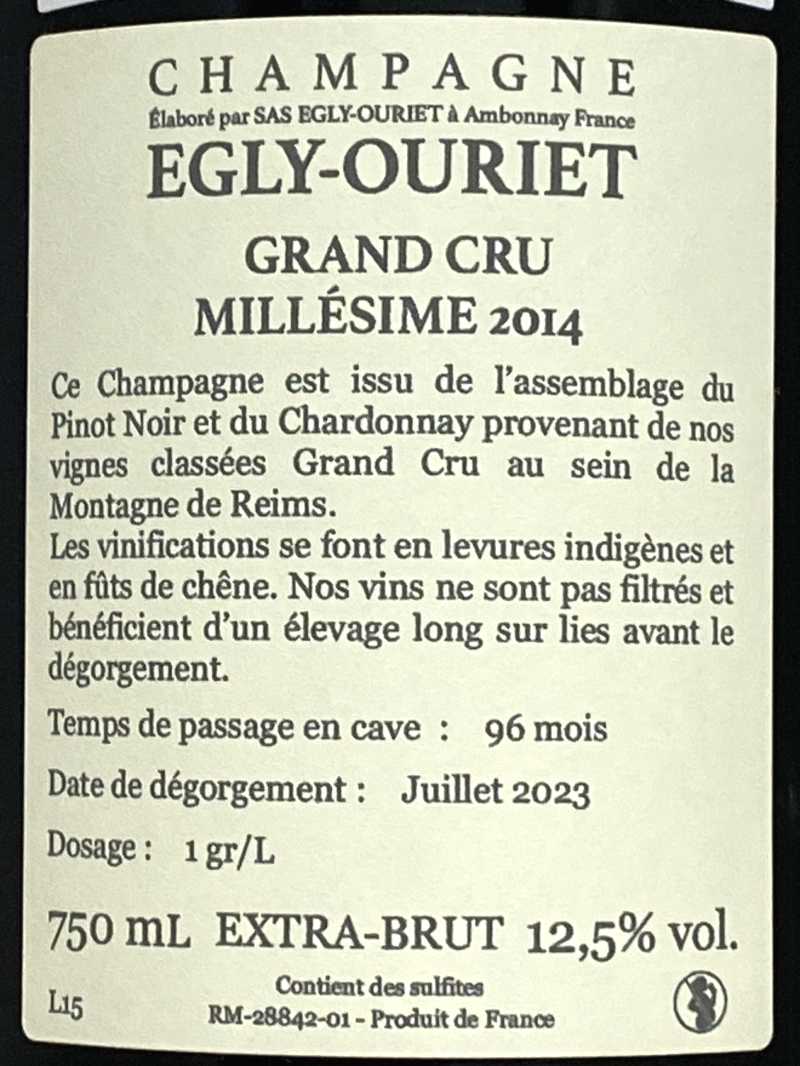 CHAMPAGNE
Élaboré par SAS EGLY-OURIET à Ambonnay France
EGLY-OURIET
GRAND CRU
MILLÉSIME 2014
Ce Champagne est issu de l'assemblage du
Pinot Noir et du Chardonnay provenant de nos
vignes classées Grand Cru au sein de la
Montagne de Reims.
Les vinifications se font en levures indigènes et
en fûts de chêne. Nos vins ne sont pas filtrés et
bénéficient d'un élevage long sur lies avant le
dégorgement.
Temps de passage en cave : 96 mois
Date de dégorgement : Juillet 2023
Dosage : 1 gr/L
750 mL EXTRA-BRUT 12,5% vol.
Contient des sulfites
L15
RM-28842-01 - Produit de France